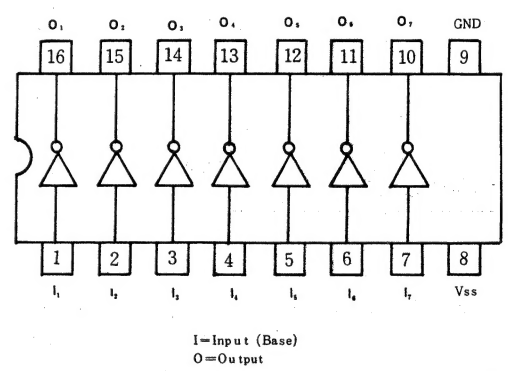 O₁ O₂ O₃ O₄ O₅ O₆ O₇ GND
16 15 14 13 12 11 10 9
1 2 3 4 5 6 7 8
I₁ I₂ I₃ I₄ I₅ I₆ I₇ Vss
I=Input (Base)
O=Output